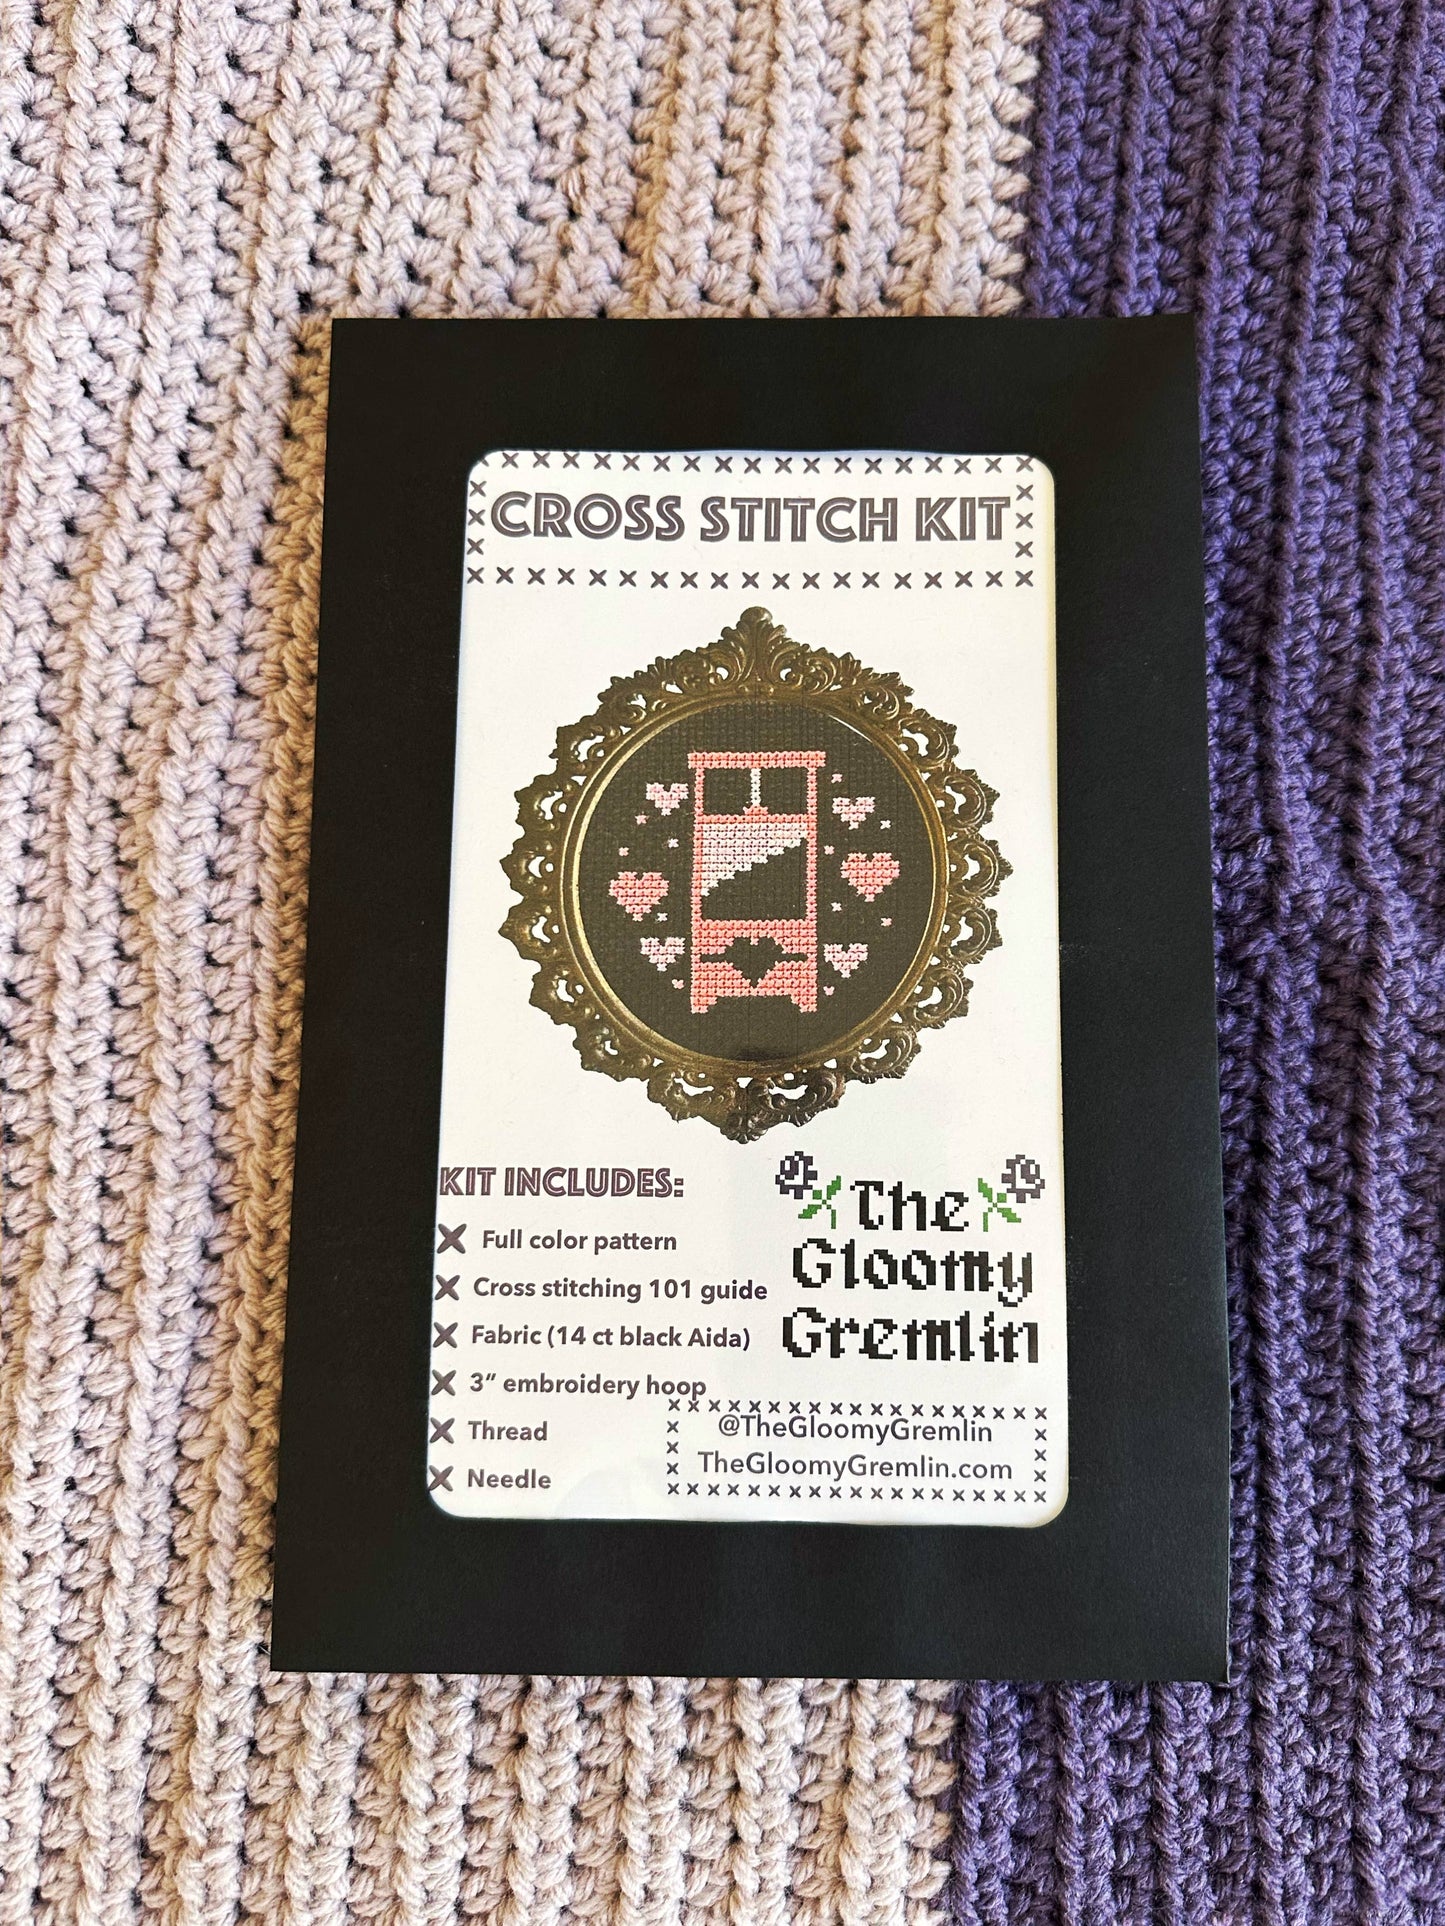 CROSS STITCH KIT
KIT INCLUDES:
Full color pattern
Cross stitching 101 guide
Fabric (14 ct black Aida)
3” embroidery hoop
Thread
Needle
The
Gloomy
Gremlin
@TheGloomyGremlin
TheGloomyGremlin.com